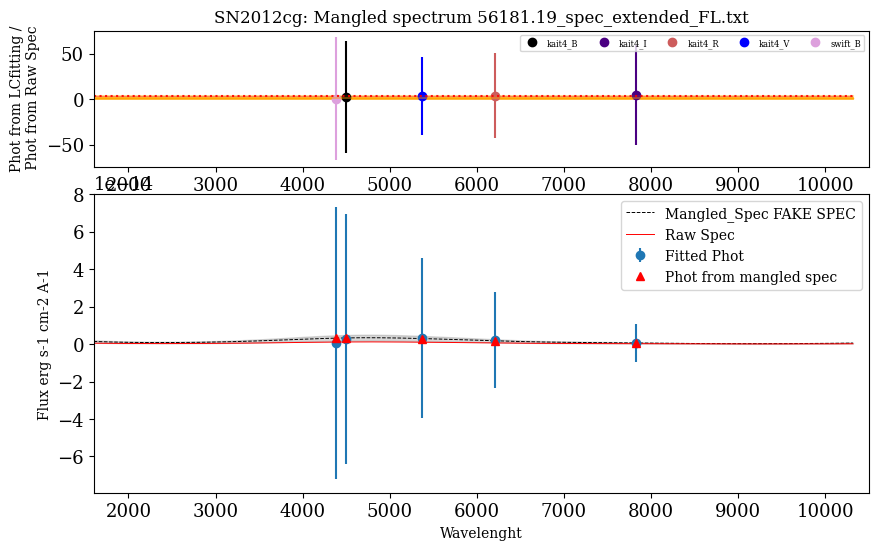 SN2012cg: Mangled spectrum 56181.19_spec_extended_FL.txt
Phot from LCfitting /
Phot from Raw Spec
50
0
−50
kait4_B kait4_I kait4_R kait4_V swift_B
2000 3000 4000 5000 6000 7000 8000 9000 10000
1e−14
Flux erg s-1 cm-2 A-1
8
6
4
2
0
−2
−4
−6
Mangled_Spec FAKE SPEC
Raw Spec
Fitted Phot
Phot from mangled spec
2000 3000 4000 5000 6000 7000 8000 9000 10000
Wavelenght